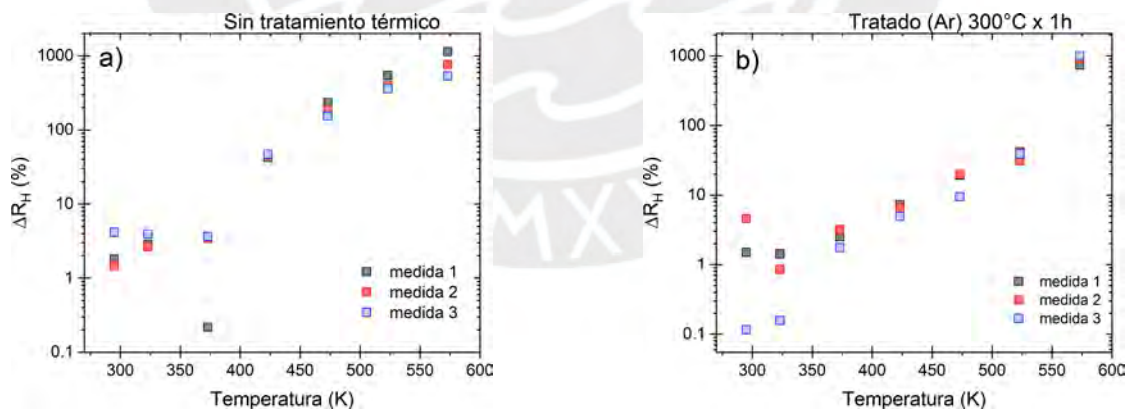 Sin tratamiento térmico
a)
1000
100
10
1
0.1
ΔR_H (%)
medida 1
medida 2
medida 3
300 350 400 450 500 550 600
Temperatura (K)
Tratado (Ar) 300°C x 1h
b)
1000
100
10
1
0.1
ΔR_H (%)
medida 1
medida 2
medida 3
300 350 400 450 500 550 600
Temperatura (K)
MXX